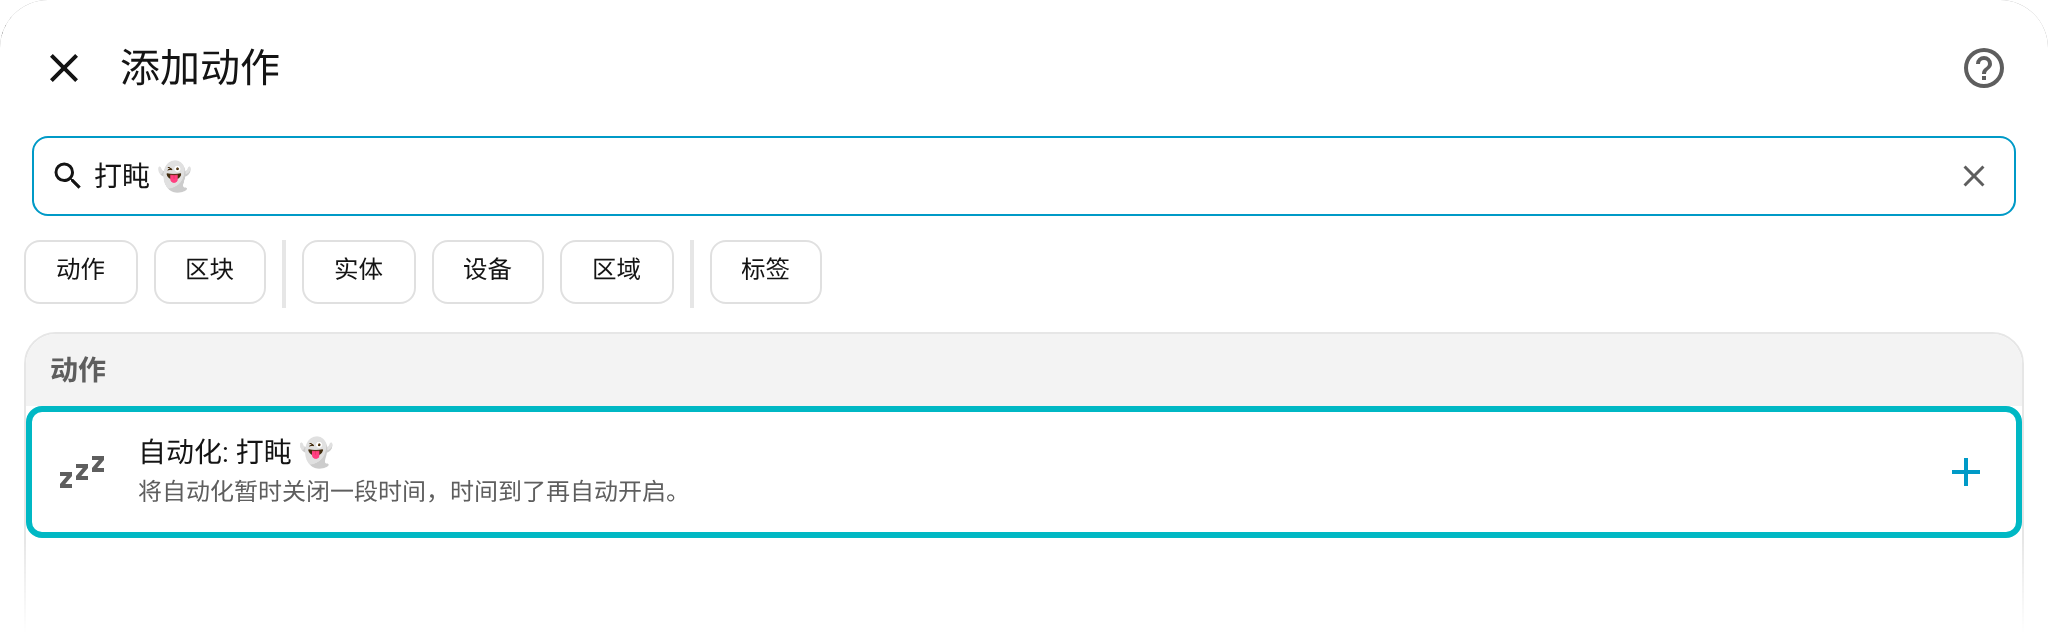 添加动作
打盹 👻
动作
区块
实体
设备
区域
标签
动作
自动化: 打盹 👻
将自动化暂时关闭一段时间，时间到了再自动开启。